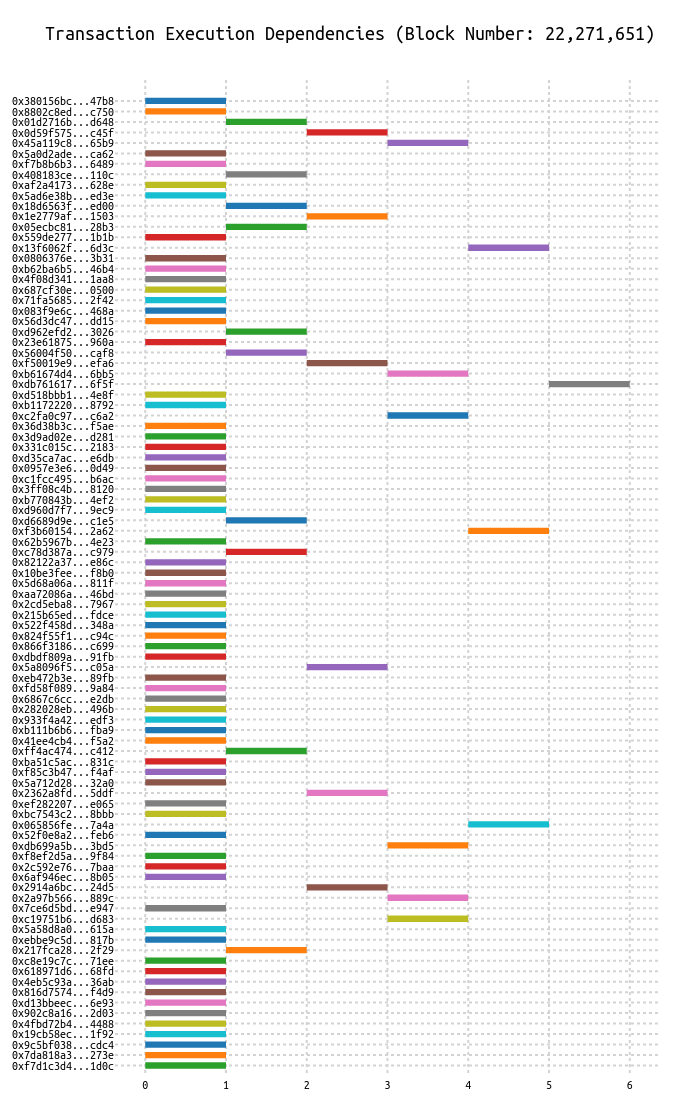 Transaction Execution Dependencies (Block Number: 22,271,651)
0x380156bc...47b8
0x8802c8ed...c750
0x01d2716b...d648
0x0d59f575...c45f
0x45a119c8...65b9
0x5a0d2ade...ca62
0xf7b8b6b3...6489
0x408183ce...110c
0xaf2a4173...628e
0x5ad6e38b...ed3e
0x18d6563f...ed00
0x1e2779af...1503
0x05ecbc81...28b3
0x559de277...1b1b
0x13f6062f...6d3c
0x0806376e...3b31
0xb62ba6b5...46b4
0x4f08d341...1aa8
0x687cf30e...0500
0x71fa5685...2f42
0x083f9e6c...468a
0x56d3dc47...dd15
0xd962efd2...3026
0x23e61875...960a
0x56004f50...caf8
0xf50019e9...efa6
0xb61674d4...6bb5
0xdb761617...6f5f
0xd518bbb1...4e8f
0xb1172220...8792
0xc2fa0c97...c6a2
0x36d38b3c...f5ae
0x3d9ad02e...d281
0x331c015c...2183
0xd35ca7ac...e6db
0x0957e3e6...0d49
0xc1fcc495...b6ac
0x3ff08c4b...8120
0xb770843b...4ef2
0xd960d7f7...9ec9
0xd6689d9e...c1e5
0xf3b60154...2a62
0x62b5967b...4e23
0xc78d387a...c979
0x82122a37...e86c
0x10be3fee...f8b0
0x5d68a06a...811f
0xaa72086a...46bd
0x2cd5eba8...7967
0x215b65ed...fdce
0x522f458d...348a
0x824f55f1...c94c
0x866f3186...c699
0xdbdf809a...91fb
0x5a8096f5...c05a
0xeb472b3e...89fb
0xfd58f089...9a84
0x6867c6cc...e2db
0x282028eb...496b
0x933f4a42...edf3
0xb111b6b6...fba9
0x41ee4cb4...f5a2
0xff4ac474...c412
0xba51c5ac...831c
0xf85c3b47...f4af
0x5a712d28...32a0
0x2362a8fd...5ddf
0xef282207...e065
0xbc7543c2...8bbb
0x065856fe...7a4a
0x52f0e8a2...feb6
0xdb699a5b...3bd5
0xf8ef2d5a...9f84
0x2c592e76...7baa
0x6af946ec...8b05
0x2914a6bc...24d5
0x2a97b566...889c
0x7ce6d5bd...e947
0xc19751b6...d683
0x5a58d8a0...615a
0xebbe9c5d...817b
0x217fca28...2f29
0xc8e19c7c...71ee
0x618971d6...68fd
0x4eb5c93a...36ab
0x816d7574...f4d9
0xd13bbeec...6e93
0x902c8a16...2d03
0x4fbd72b4...4488
0x19cb58ec...1f92
0x9c5bf038...cdc4
0x7da818a3...273e
0xf7d1c3d4...1d0c
0 1 2 3 4 5 6